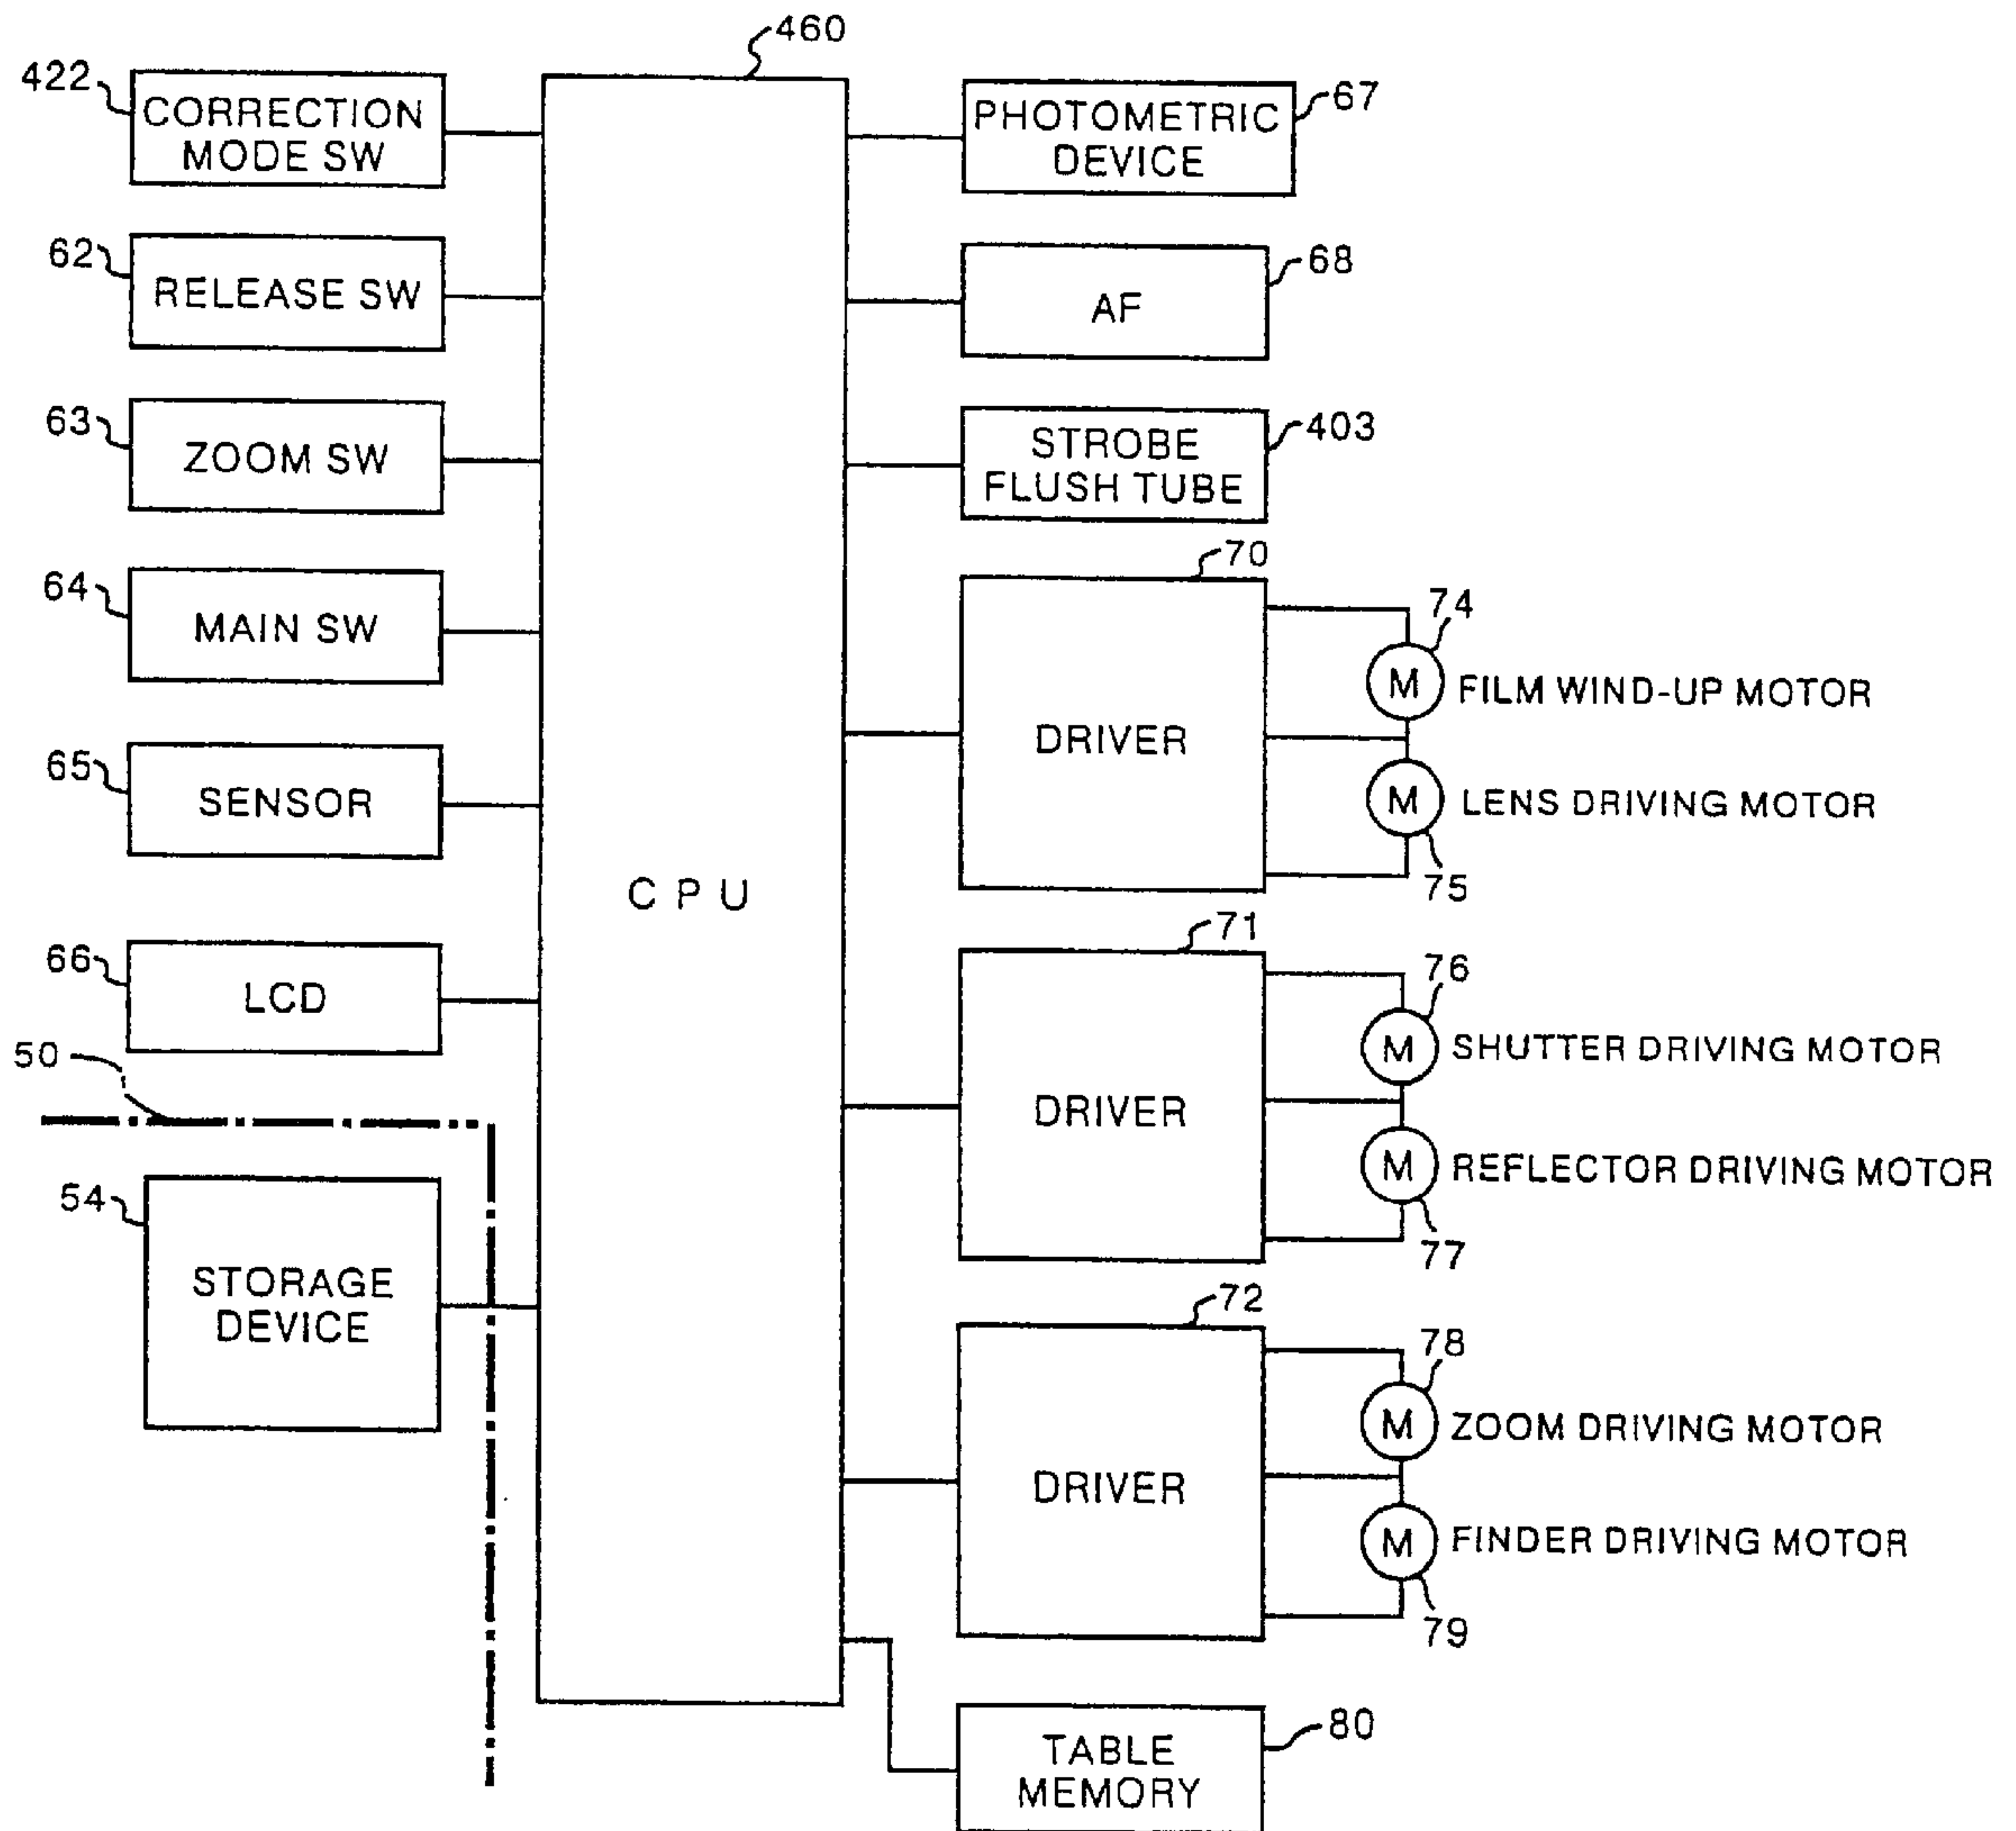 460
422
CORRECTION
MODE SW
62
RELEASE SW
63
ZOOM SW
64
MAIN SW
65
SENSOR
66
LCD
50
54
STORAGE
DEVICE
CPU
PHOTOMETRIC
DEVICE
67
AF
68
STROBE
FLUSH TUBE
403
70
DRIVER
74
M FILM WIND-UP MOTOR
M LENS DRIVING MOTOR
75
71
DRIVER
76
M SHUTTER DRIVING MOTOR
M REFLECTOR DRIVING MOTOR
77
72
DRIVER
78
M ZOOM DRIVING MOTOR
M FINDER DRIVING MOTOR
79
TABLE
MEMORY
80